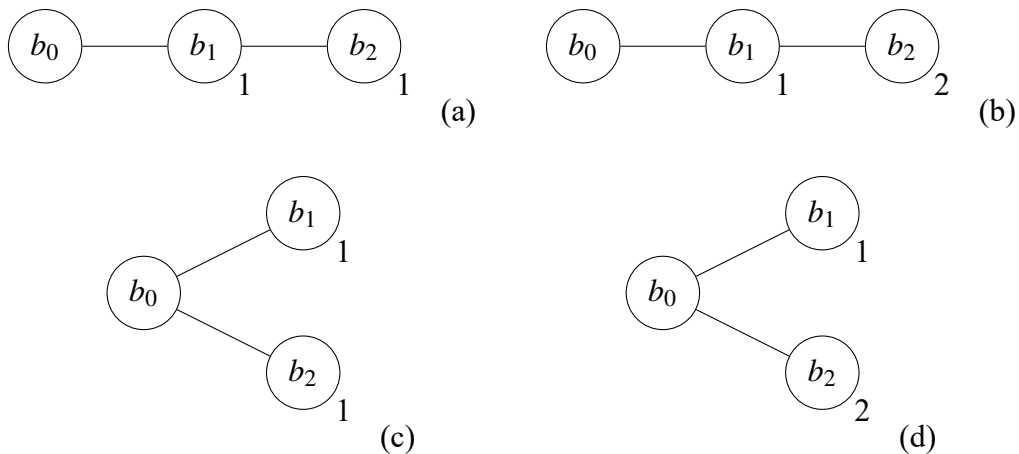 b₀ b₁ 1 b₂ 1 (a)
b₀ b₁ 1 b₂ 2 (b)
b₀ b₁ 1 b₂ 1 (c)
b₀ b₁ 1 b₂ 2 (d)